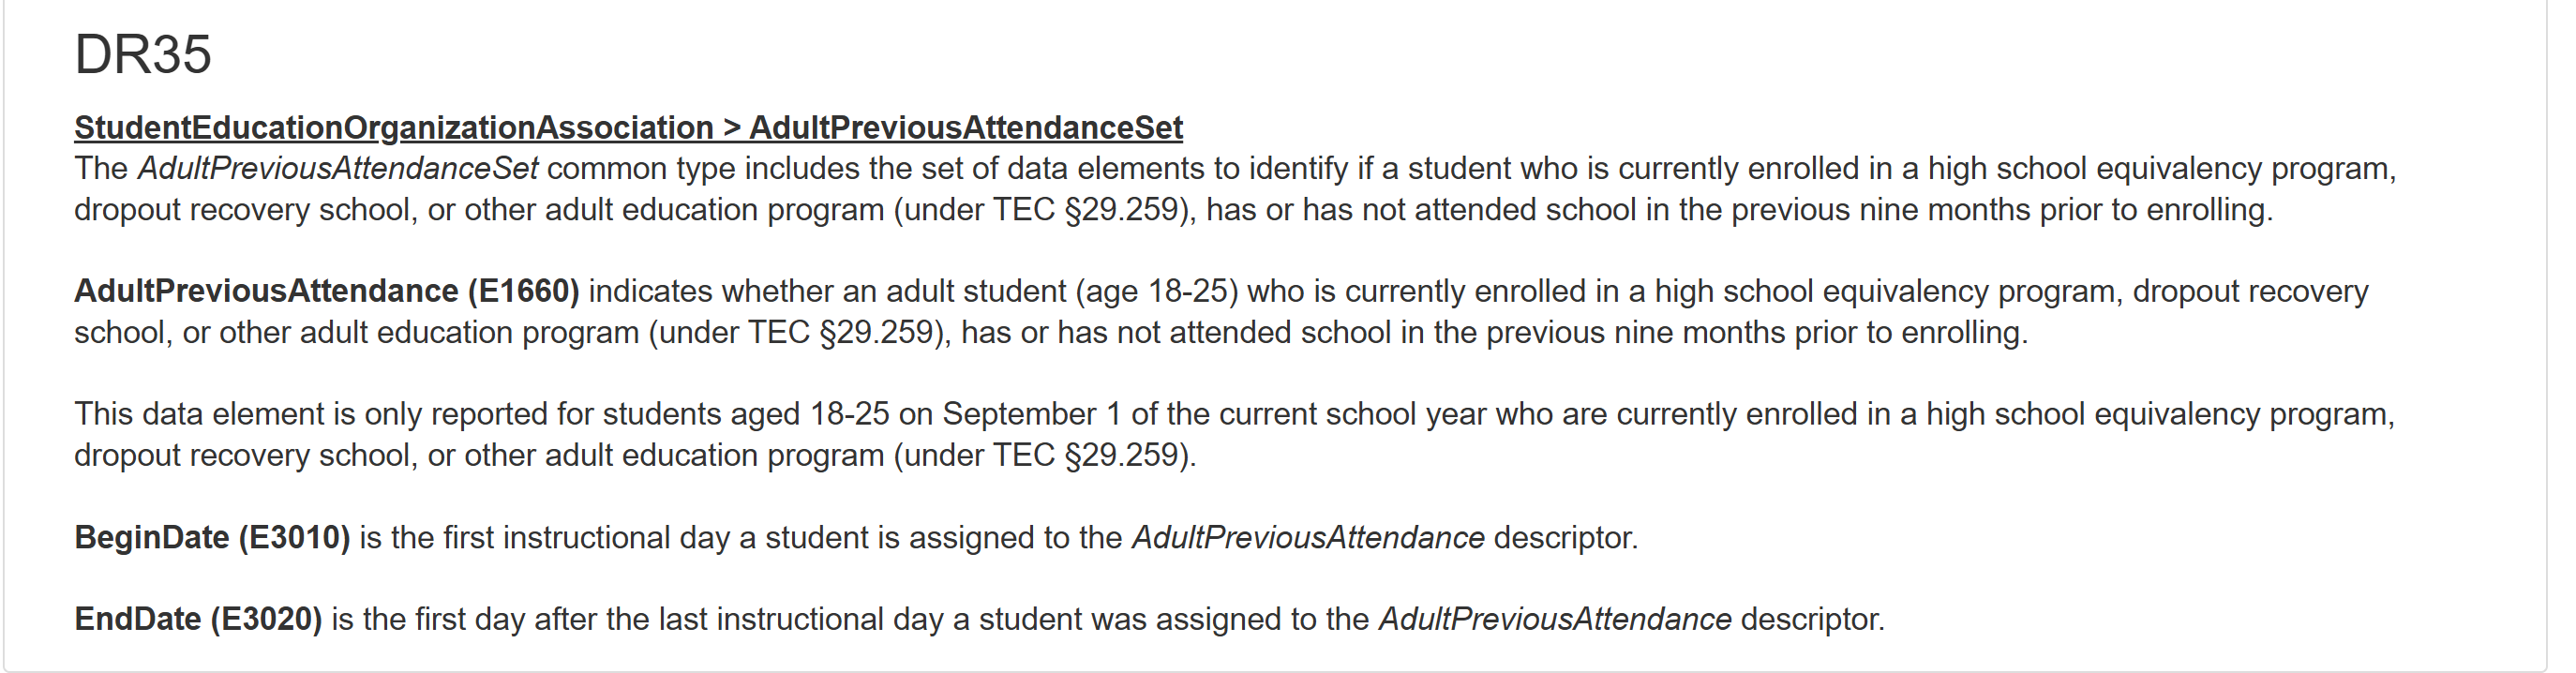 DR35
StudentEducationOrganizationAssociation > AdultPreviousAttendanceSet
The AdultPreviousAttendanceSet common type includes the set of data elements to identify if a student who is currently enrolled in a high school equivalency program,
dropout recovery school, or other adult education program (under TEC §29.259), has or has not attended school in the previous nine months prior to enrolling.
AdultPreviousAttendance (E1660) indicates whether an adult student (age 18-25) who is currently enrolled in a high school equivalency program, dropout recovery
school, or other adult education program (under TEC §29.259), has or has not attended school in the previous nine months prior to enrolling.
This data element is only reported for students aged 18-25 on September 1 of the current school year who are currently enrolled in a high school equivalency program,
dropout recovery school, or other adult education program (under TEC §29.259).
BeginDate (E3010) is the first instructional day a student is assigned to the AdultPreviousAttendance descriptor.
EndDate (E3020) is the first day after the last instructional day a student was assigned to the AdultPreviousAttendance descriptor.